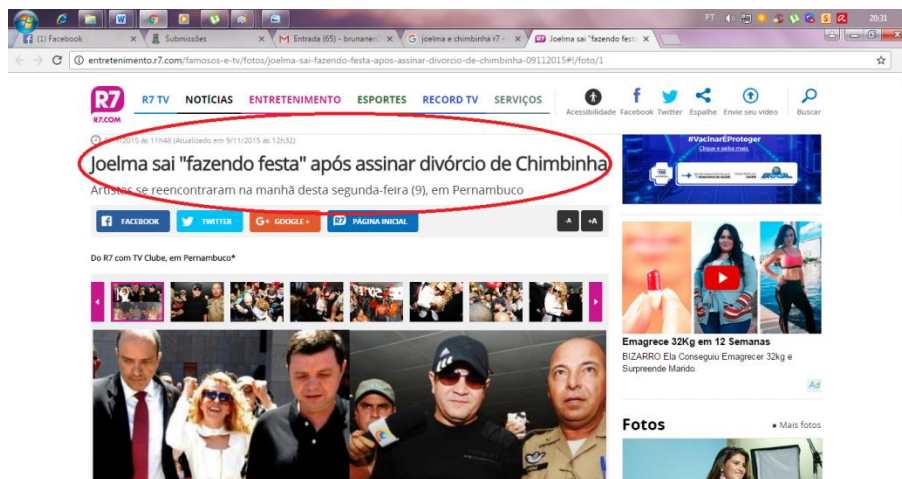 PT
20:31
(1) Facebook
Submissões
Entrada (65) - brunaner
joelma e chimbinha r7 -
Joelma sai "fazendo fest
entretenimento.r7.com/famosos-e-tv/fotos/joelma-sai-fazendo-festa-apos-assinar-divorcio-de-chimbinha-09112015#!/foto/1
R7
R7.COM
R7 TV NOTÍCIAS ENTRETENIMENTO ESPORTES RECORD TV SERVIÇOS
Acessibilidade Facebook Twitter Espalhe Envie seu vídeo Buscar
/2015 às 11h48 (Atualizado em 9/11/2015 às 12h32)
Joelma sai "fazendo festa" após assinar divórcio de Chimbinha
Artistas se reencontraram na manhã desta segunda-feira (9), em Pernambuco
FACEBOOK TWITTER G+ GOOGLE + R7 PÁGINA INICIAL -A +A
Do R7 com TV Clube, em Pernambuco*
#VacinarÉProteger
Clique e saiba mais
Emagrece 32Kg em 12 Semanas
BIZARRO Ela Conseguiu Emagrecer 32kg e
Surpreende Marido.
Ad
Fotos
Mais fotos